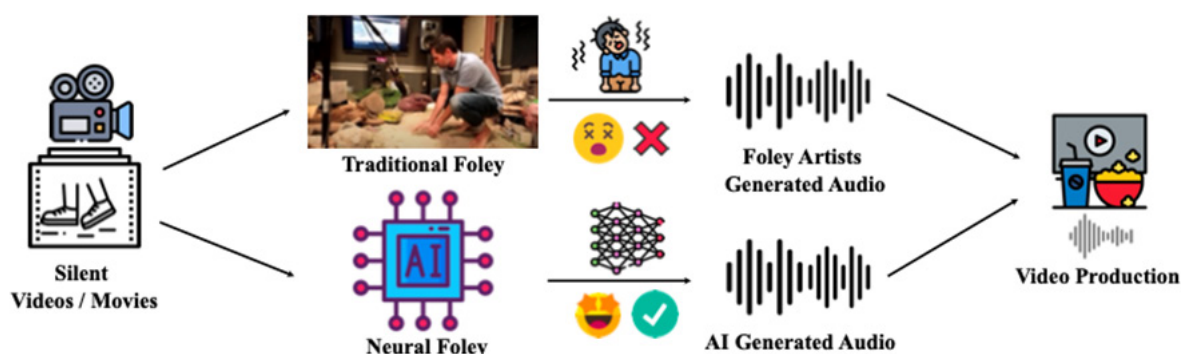 Silent
Videos / Movies
Traditional Foley
AI
Neural Foley
Foley Artists
Generated Audio
AI Generated Audio
Video Production